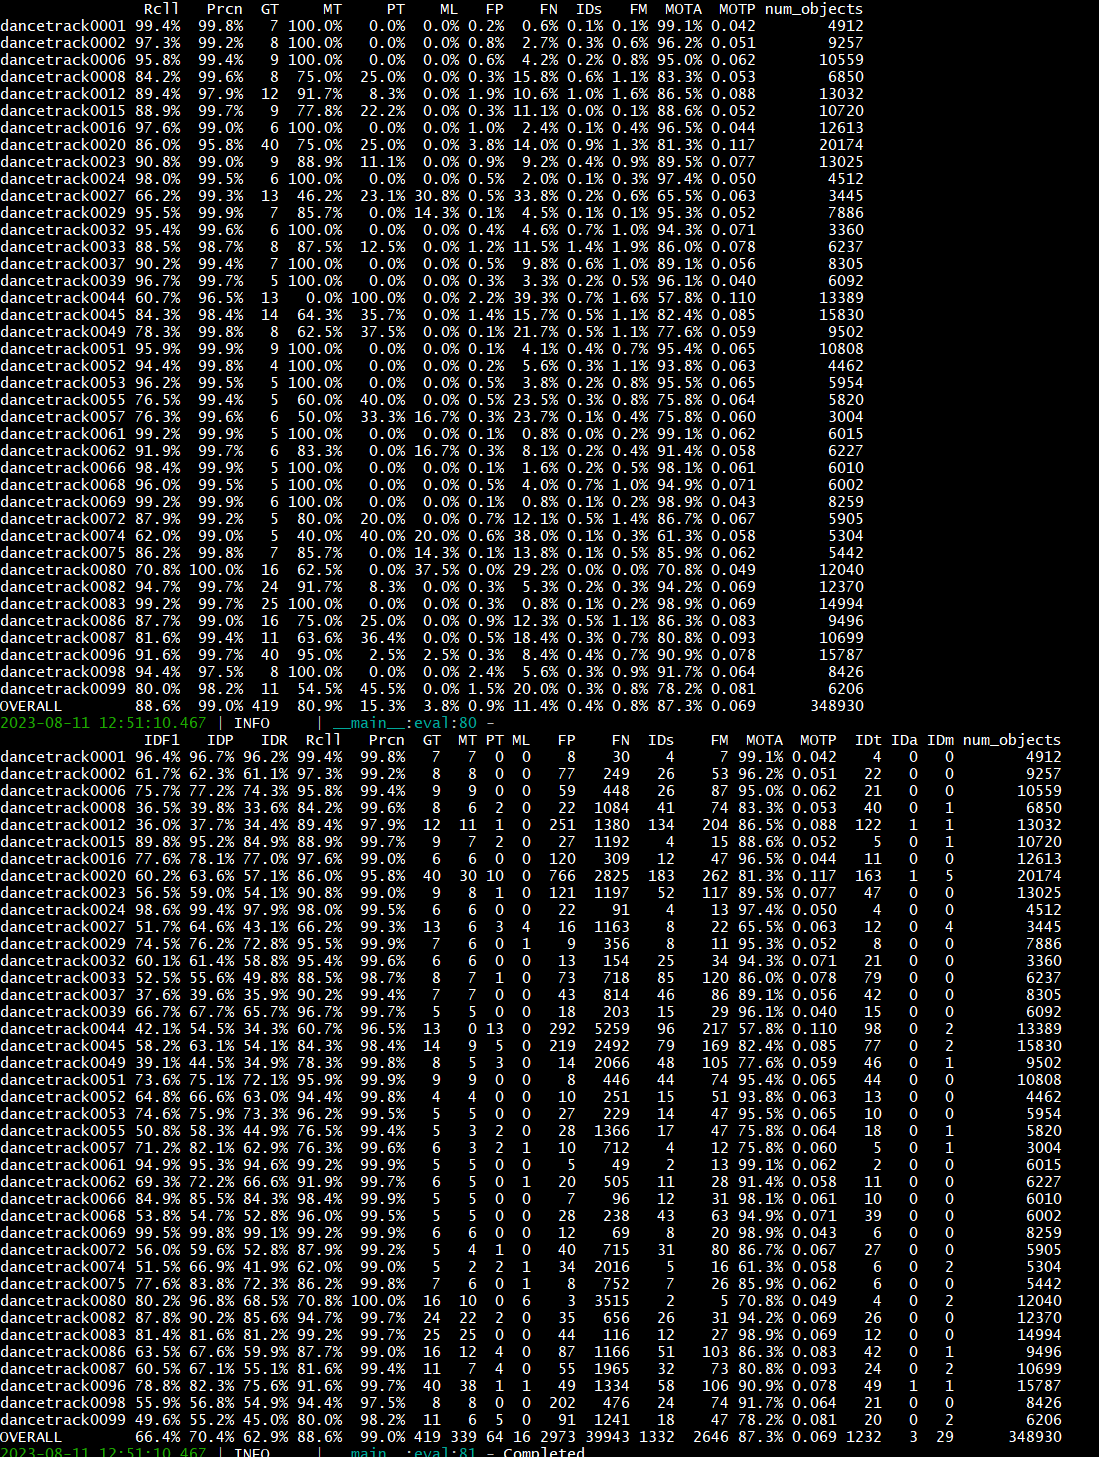 Rcll Prcn GT MT PT ML FP FN IDs FM MOTA MOTP num_objects
dancetrack0001 99.4% 99.8% 7 100.0% 0.0% 0.0% 0.2% 0.6% 0.1% 0.1% 99.1% 0.042 4912
dancetrack0002 97.3% 99.2% 8 100.0% 0.0% 0.0% 0.8% 2.7% 0.3% 0.6% 96.2% 0.051 9257
dancetrack0006 95.8% 99.4% 9 100.0% 0.0% 0.0% 0.6% 4.2% 0.2% 0.8% 95.0% 0.062 10559
dancetrack0008 84.2% 99.6% 8 75.0% 25.0% 0.0% 0.3% 15.8% 0.6% 1.1% 83.3% 0.053 6850
dancetrack0012 89.4% 97.9% 12 91.7% 8.3% 0.0% 1.9% 10.6% 1.0% 1.6% 86.5% 0.088 13032
dancetrack0015 88.9% 99.7% 9 77.8% 22.2% 0.0% 0.3% 11.1% 0.0% 0.1% 88.6% 0.052 10720
dancetrack0016 97.6% 99.0% 6 100.0% 0.0% 0.0% 1.0% 2.4% 0.1% 0.4% 96.5% 0.044 12613
dancetrack0020 86.0% 95.8% 40 75.0% 25.0% 0.0% 3.8% 14.0% 0.9% 1.3% 81.3% 0.117 20174
dancetrack0023 90.8% 99.0% 9 88.9% 11.1% 0.0% 0.9% 9.2% 0.4% 0.9% 89.5% 0.077 13025
dancetrack0024 98.0% 99.5% 6 100.0% 0.0% 0.0% 0.5% 2.0% 0.1% 0.3% 97.4% 0.050 4512
dancetrack0027 66.2% 99.3% 13 46.2% 23.1% 30.8% 0.5% 33.8% 0.2% 0.6% 65.5% 0.063 3445
dancetrack0029 95.5% 99.9% 7 85.7% 0.0% 14.3% 0.1% 4.5% 0.1% 0.1% 95.3% 0.052 7886
dancetrack0032 95.4% 99.6% 6 100.0% 0.0% 0.0% 0.4% 4.6% 0.7% 1.0% 94.3% 0.071 3360
dancetrack0033 88.5% 98.7% 8 87.5% 12.5% 0.0% 1.2% 11.5% 1.4% 1.9% 86.0% 0.078 6237
dancetrack0037 90.2% 99.4% 7 100.0% 0.0% 0.0% 0.5% 9.8% 0.6% 1.0% 89.1% 0.056 8305
dancetrack0039 96.7% 99.7% 5 100.0% 0.0% 0.0% 0.3% 3.3% 0.2% 0.5% 96.1% 0.040 6092
dancetrack0044 60.7% 96.5% 13 0.0% 100.0% 0.0% 2.2% 39.3% 0.7% 1.6% 57.8% 0.110 13389
dancetrack0045 84.3% 98.4% 14 64.3% 35.7% 0.0% 1.4% 15.7% 0.5% 1.1% 82.4% 0.085 15830
dancetrack0049 78.3% 99.8% 8 62.5% 37.5% 0.0% 0.1% 21.7% 0.5% 1.1% 77.6% 0.059 9502
dancetrack0051 95.9% 99.9% 9 100.0% 0.0% 0.0% 0.1% 4.1% 0.4% 0.7% 95.4% 0.065 10808
dancetrack0052 94.4% 99.8% 4 100.0% 0.0% 0.0% 0.2% 5.6% 0.3% 1.1% 93.8% 0.063 4462
dancetrack0053 96.2% 99.5% 5 100.0% 0.0% 0.0% 0.5% 3.8% 0.2% 0.8% 95.5% 0.065 5954
dancetrack0055 76.5% 99.4% 5 60.0% 40.0% 0.0% 0.5% 23.5% 0.3% 0.8% 75.8% 0.064 5820
dancetrack0057 76.3% 99.6% 6 50.0% 33.3% 16.7% 0.3% 23.7% 0.1% 0.4% 75.8% 0.060 3004
dancetrack0061 99.2% 99.9% 5 100.0% 0.0% 0.0% 0.1% 0.8% 0.0% 0.2% 99.1% 0.062 6015
dancetrack0062 91.9% 99.7% 6 83.3% 0.0% 16.7% 0.3% 8.1% 0.2% 0.4% 91.4% 0.058 6227
dancetrack0066 98.4% 99.9% 5 100.0% 0.0% 0.0% 0.1% 1.6% 0.2% 0.5% 98.1% 0.061 6010
dancetrack0068 96.0% 99.5% 5 100.0% 0.0% 0.0% 0.5% 4.0% 0.7% 1.0% 94.9% 0.071 6002
dancetrack0069 99.2% 99.9% 6 100.0% 0.0% 0.0% 0.1% 0.8% 0.1% 0.2% 98.9% 0.043 8259
dancetrack0072 87.9% 99.2% 5 80.0% 20.0% 0.0% 0.7% 12.1% 0.5% 1.4% 86.7% 0.067 5905
dancetrack0074 62.0% 99.0% 5 40.0% 40.0% 20.0% 0.6% 38.0% 0.1% 0.3% 61.3% 0.058 5304
dancetrack0075 86.2% 99.8% 7 85.7% 0.0% 14.3% 0.1% 13.8% 0.1% 0.5% 85.9% 0.062 5442
dancetrack0080 70.8% 100.0% 16 62.5% 0.0% 37.5% 0.0% 29.2% 0.0% 0.0% 70.8% 0.049 12040
dancetrack0082 94.7% 99.7% 24 91.7% 8.3% 0.0% 0.3% 5.3% 0.2% 0.3% 94.2% 0.069 12370
dancetrack0083 99.2% 99.7% 25 100.0% 0.0% 0.0% 0.3% 0.8% 0.1% 0.2% 98.9% 0.069 14994
dancetrack0086 87.7% 99.0% 16 75.0% 25.0% 0.0% 0.9% 12.3% 0.5% 1.1% 86.3% 0.083 9496
dancetrack0087 81.6% 99.4% 11 63.6% 36.4% 0.0% 0.5% 18.4% 0.3% 0.7% 80.8% 0.093 10699
dancetrack0096 91.6% 99.7% 40 95.0% 2.5% 2.5% 0.3% 8.4% 0.4% 0.7% 90.9% 0.078 15787
dancetrack0098 94.4% 97.5% 8 100.0% 0.0% 0.0% 2.4% 5.6% 0.3% 0.9% 91.7% 0.064 8426
dancetrack0099 80.0% 98.2% 11 54.5% 45.5% 0.0% 1.5% 20.0% 0.3% 0.8% 78.2% 0.081 6206
OVERALL 88.6% 99.0% 419 80.9% 15.3% 3.8% 0.9% 11.4% 0.4% 0.8% 87.3% 0.069 348930
2023-08-11 12:51:10.467 | INFO | __main__:eval:80 -
IDF1 IDP IDR Rcll Prcn GT MT PT ML FP FN IDs FM MOTA MOTP IDt IDa IDm num_objects
dancetrack0001 96.4% 96.7% 96.2% 99.4% 99.8% 7 7 0 0 8 30 4 7 99.1% 0.042 4 0 0 4912
dancetrack0002 61.7% 62.3% 61.1% 97.3% 99.2% 8 8 0 0 77 249 26 53 96.2% 0.051 22 0 0 9257
dancetrack0006 75.7% 77.2% 74.3% 95.8% 99.4% 9 9 0 0 59 448 26 87 95.0% 0.062 21 0 0 10559
dancetrack0008 36.5% 39.8% 33.6% 84.2% 99.6% 8 6 2 0 22 1084 41 74 83.3% 0.053 40 0 1 6850
dancetrack0012 36.0% 37.7% 34.4% 89.4% 97.9% 12 11 1 0 251 1380 134 204 86.5% 0.088 122 1 1 13032
dancetrack0015 89.8% 95.2% 84.9% 88.9% 99.7% 9 7 2 0 27 1192 4 15 88.6% 0.052 5 0 1 10720
dancetrack0016 77.6% 78.1% 77.0% 97.6% 99.0% 6 6 0 0 120 309 12 47 96.5% 0.044 11 0 0 12613
dancetrack0020 60.2% 63.6% 57.1% 86.0% 95.8% 40 30 10 0 766 2825 183 262 81.3% 0.117 163 1 5 20174
dancetrack0023 56.5% 59.0% 54.1% 90.8% 99.0% 9 8 1 0 121 1197 52 117 89.5% 0.077 47 0 0 13025
dancetrack0024 98.6% 99.4% 97.9% 98.0% 99.5% 6 6 0 0 22 91 4 13 97.4% 0.050 4 0 0 4512
dancetrack0027 51.7% 64.6% 43.1% 66.2% 99.3% 13 6 3 4 16 1163 8 22 65.5% 0.063 12 0 4 3445
dancetrack0029 74.5% 76.2% 72.8% 95.5% 99.9% 7 6 0 1 9 356 8 11 95.3% 0.052 8 0 0 7886
dancetrack0032 60.1% 61.4% 58.8% 95.4% 99.6% 6 6 0 0 13 154 25 34 94.3% 0.071 21 0 0 3360
dancetrack0033 52.5% 55.6% 49.8% 88.5% 98.7% 8 7 1 0 73 718 85 120 86.0% 0.078 79 0 0 6237
dancetrack0037 37.6% 39.6% 35.9% 90.2% 99.4% 7 7 0 0 43 814 46 86 89.1% 0.056 42 0 0 8305
dancetrack0039 66.7% 67.7% 65.7% 96.7% 99.7% 5 5 0 0 18 203 15 29 96.1% 0.040 15 0 0 6092
dancetrack0044 42.1% 54.5% 34.3% 60.7% 96.5% 13 0 13 0 292 5259 96 217 57.8% 0.110 98 0 2 13389
dancetrack0045 58.2% 63.1% 54.1% 84.3% 98.4% 14 9 5 0 219 2492 79 169 82.4% 0.085 77 0 2 15830
dancetrack0049 39.1% 44.5% 34.9% 78.3% 99.8% 8 5 3 0 14 2066 48 105 77.6% 0.059 46 0 1 9502
dancetrack0051 73.6% 75.1% 72.1% 95.9% 99.9% 9 9 0 0 8 446 44 74 95.4% 0.065 44 0 0 10808
dancetrack0052 64.8% 66.6% 63.0% 94.4% 99.8% 4 4 0 0 10 251 15 51 93.8% 0.063 13 0 0 4462
dancetrack0053 74.6% 75.9% 73.3% 96.2% 99.5% 5 5 0 0 27 229 14 47 95.5% 0.065 10 0 0 5954
dancetrack0055 50.8% 58.3% 44.9% 76.5% 99.4% 5 3 2 0 28 1366 17 47 75.8% 0.064 18 0 1 5820
dancetrack0057 71.2% 82.1% 62.9% 76.3% 99.6% 6 3 2 1 10 712 4 12 75.8% 0.060 5 0 1 3004
dancetrack0061 94.9% 95.3% 94.6% 99.2% 99.9% 5 5 0 0 5 49 2 13 99.1% 0.062 2 0 0 6015
dancetrack0062 69.3% 72.2% 66.6% 91.9% 99.7% 6 5 0 1 20 505 11 28 91.4% 0.058 11 0 0 6227
dancetrack0066 84.9% 85.5% 84.3% 98.4% 99.9% 5 5 0 0 7 96 12 31 98.1% 0.061 10 0 0 6010
dancetrack0068 53.8% 54.7% 52.8% 96.0% 99.5% 5 5 0 0 28 238 43 63 94.9% 0.071 39 0 0 6002
dancetrack0069 99.5% 99.8% 99.1% 99.2% 99.9% 6 6 0 0 12 69 8 20 98.9% 0.043 6 0 0 8259
dancetrack0072 56.0% 59.6% 52.8% 87.9% 99.2% 5 4 1 0 40 715 31 80 86.7% 0.067 27 0 0 5905
dancetrack0074 51.5% 66.9% 41.9% 62.0% 99.0% 5 2 2 1 34 2016 5 16 61.3% 0.058 6 0 2 5304
dancetrack0075 77.6% 83.8% 72.3% 86.2% 99.8% 7 6 0 1 8 752 7 26 85.9% 0.062 6 0 0 5442
dancetrack0080 80.2% 96.8% 68.5% 70.8% 100.0% 16 10 0 6 3 3515 2 5 70.8% 0.049 4 0 2 12040
dancetrack0082 87.8% 90.2% 85.6% 94.7% 99.7% 24 22 2 0 35 656 26 31 94.2% 0.069 26 0 0 12370
dancetrack0083 81.4% 81.6% 81.2% 99.2% 99.7% 25 25 0 0 44 116 12 27 98.9% 0.069 12 0 0 14994
dancetrack0086 63.5% 67.6% 59.9% 87.7% 99.0% 16 12 4 0 87 1166 51 103 86.3% 0.083 42 0 1 9496
dancetrack0087 60.5% 67.1% 55.1% 81.6% 99.4% 11 7 4 0 55 1965 32 73 80.8% 0.093 24 0 2 10699
dancetrack0096 78.8% 82.3% 75.6% 91.6% 99.7% 40 38 1 1 49 1334 58 106 90.9% 0.078 49 1 1 15787
dancetrack0098 55.9% 56.8% 54.9% 94.4% 97.5% 8 8 0 0 202 476 24 74 91.7% 0.064 21 0 0 8426
dancetrack0099 49.6% 55.2% 45.0% 80.0% 98.2% 11 6 5 0 91 1241 18 47 78.2% 0.081 20 0 2 6206
OVERALL 66.4% 70.4% 62.9% 88.6% 99.0% 419 339 64 16 2973 39943 1332 2646 87.3% 0.069 1232 3 29 348930
2023-08-11 12:51:10.467 | INFO | __main__:eval:81 - Completed